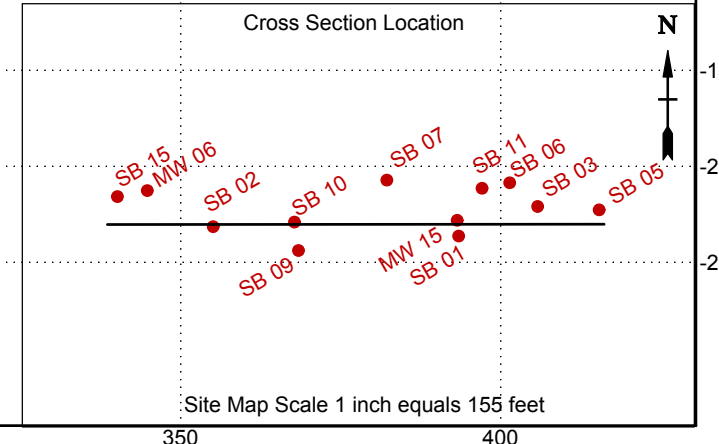 Cross Section Location
N
-1
SB 15
MW 06
SB 02
SB 10
SB 07
SB 11
SB 06
SB 03
SB 05
-2
SB 09
MW 15
SB 01
-2
Site Map Scale 1 inch equals 155 feet
350
400